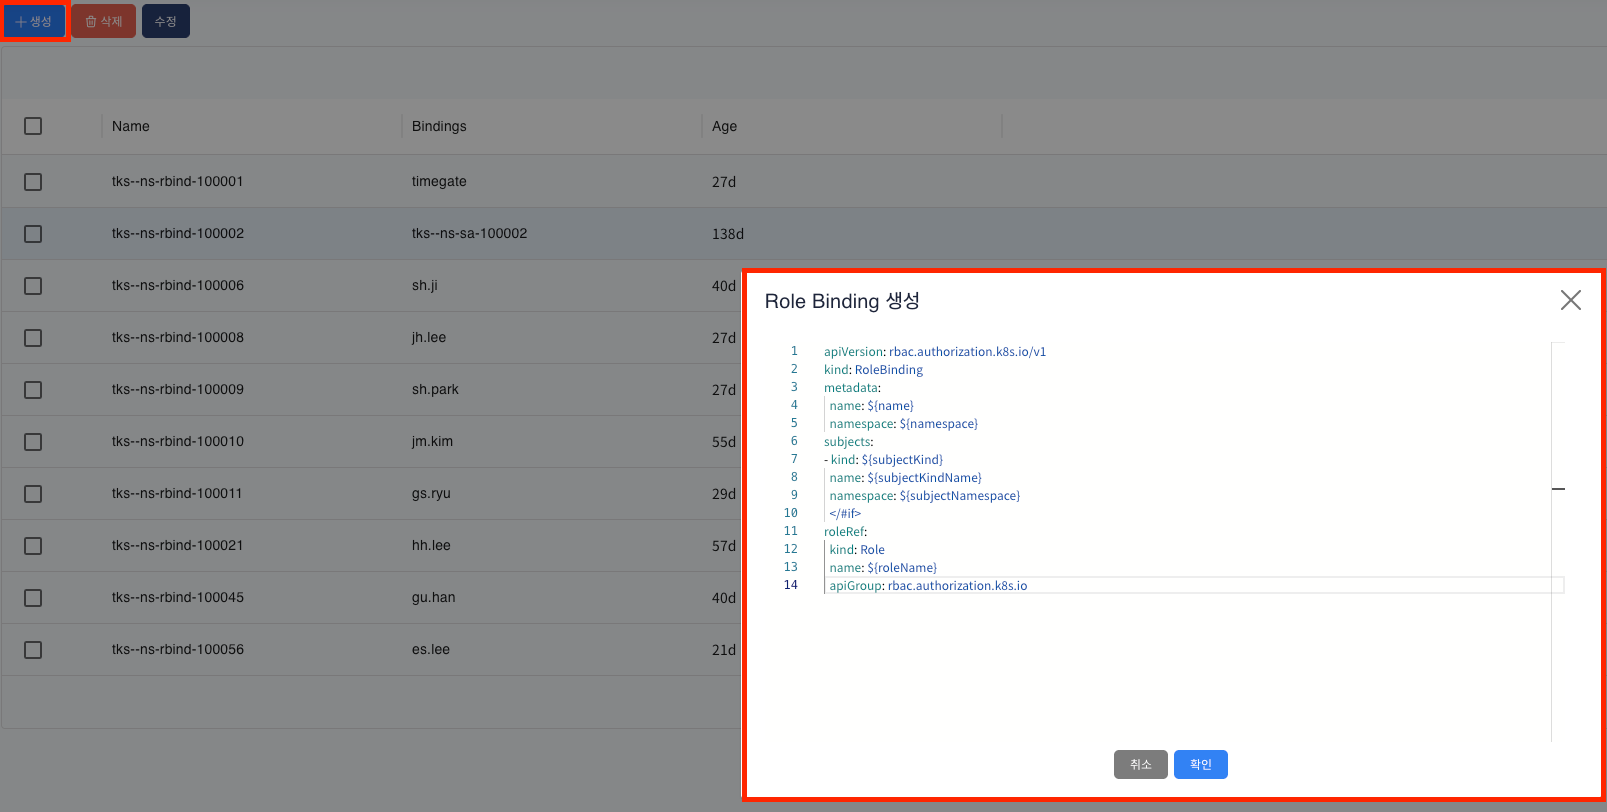 생성 삭제 수정
Name Bindings Age
tks--ns-rbind-100001 timegate 27d
tks--ns-rbind-100002 tks--ns-sa-100002 138d
tks--ns-rbind-100006 sh.ji 40d
tks--ns-rbind-100008 jh.lee 27d
tks--ns-rbind-100009 sh.park 27d
tks--ns-rbind-100010 jm.kim 55d
tks--ns-rbind-100011 gs.ryu 29d
tks--ns-rbind-100021 hh.lee 57d
tks--ns-rbind-100045 gu.han 40d
tks--ns-rbind-100056 es.lee 21d
Role Binding 생성
1 apiVersion: rbac.authorization.k8s.io/v1
2 kind: RoleBinding
3 metadata:
4 name: ${name}
5 namespace: ${namespace}
6 subjects:
7 - kind: ${subjectKind}
8 name: ${subjectKindName}
9 namespace: ${subjectNamespace}
10 </#if>
11 roleRef:
12 kind: Role
13 name: ${roleName}
14 apiGroup: rbac.authorization.k8s.io
취소 확인